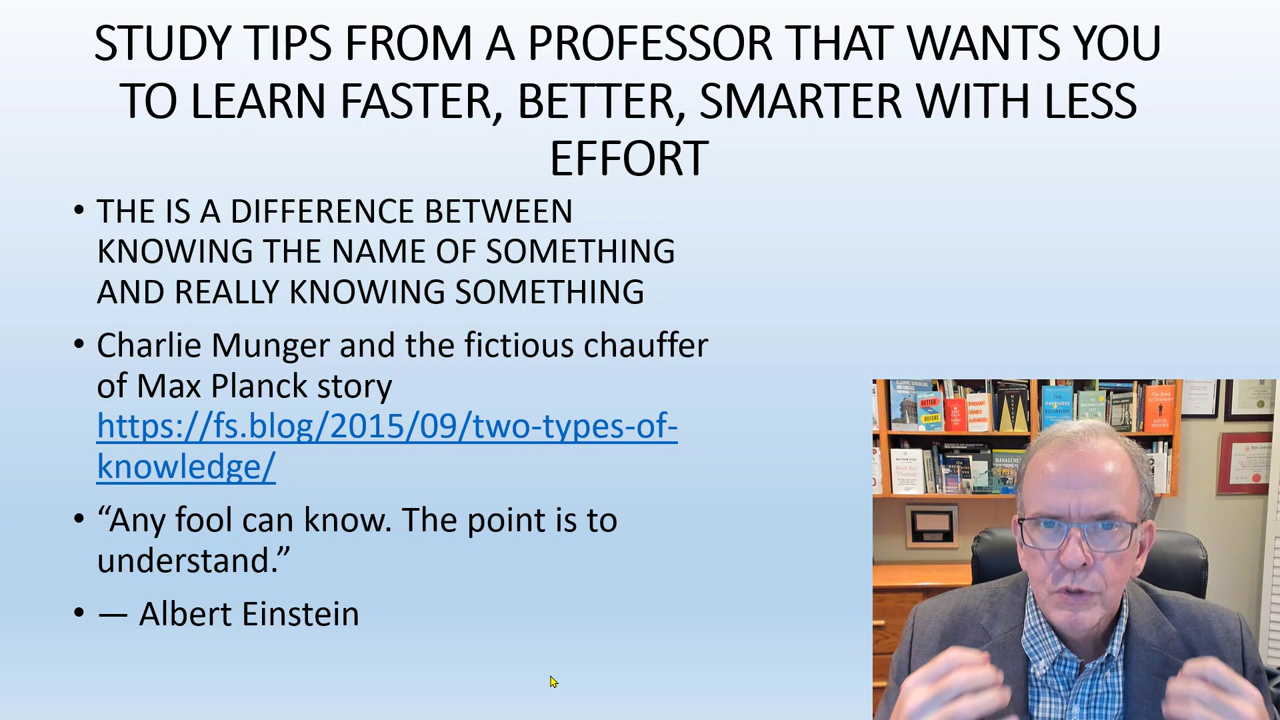 STUDY TIPS FROM A PROFESSOR THAT WANTS YOU
TO LEARN FASTER, BETTER, SMARTER WITH LESS
EFFORT
• THE IS A DIFFERENCE BETWEEN
KNOWING THE NAME OF SOMETHING
AND REALLY KNOWING SOMETHING
• Charlie Munger and the fictious chauffer
of Max Planck story
https://fs.blog/2015/09/two-types-of-
knowledge/
• “Any fool can know. The point is to
understand.”
• — Albert Einstein